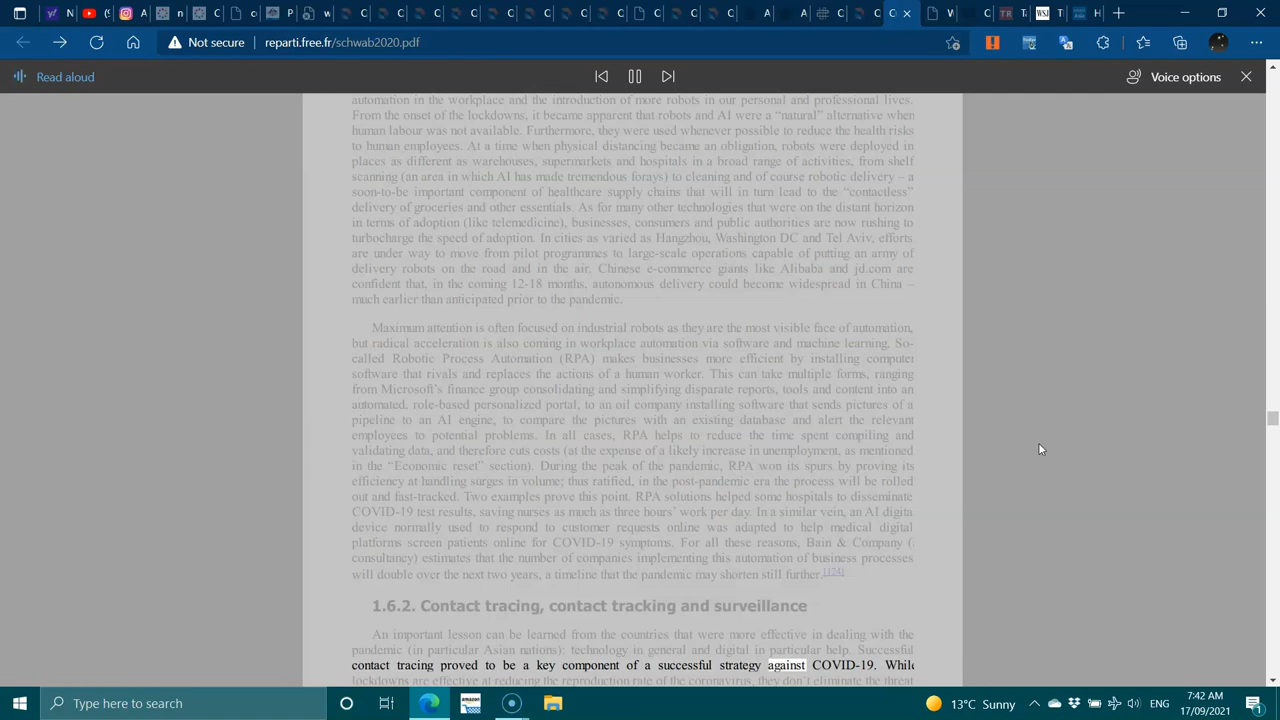 Not secure
reparti.free.fr/schwab2020.pdf
Read aloud
Voice options
automation in the workplace and the introduction of more robots in our personal and professional lives.
From the onset of the lockdowns, it became apparent that robots and AI were a “natural” alternative when
human labour was not available. Furthermore, they were used whenever possible to reduce the health risks
to human employees. At a time when physical distancing became an obligation, robots were deployed in
places as different as warehouses, supermarkets and hospitals in a broad range of activities, from shelf
scanning (an area in which AI has made tremendous forays) to cleaning and of course robotic delivery – a
soon-to-be important component of healthcare supply chains that will in turn lead to the “contactless”
delivery of groceries and other essentials. As for many other technologies that were on the distant horizon
in terms of adoption (like telemedicine), businesses, consumers and public authorities are now rushing to
turbocharge the speed of adoption. In cities as varied as Hangzhou, Washington DC and Tel Aviv, efforts
are under way to move from pilot programmes to large-scale operations capable of putting an army of
delivery robots on the road and in the air. Chinese e-commerce giants like Alibaba and jd.com are
confident that, in the coming 12-18 months, autonomous delivery could become widespread in China –
much earlier than anticipated prior to the pandemic.
Maximum attention is often focused on industrial robots as they are the most visible face of automation,
but radical acceleration is also coming in workplace automation via software and machine learning. So-
called Robotic Process Automation (RPA) makes businesses more efficient by installing computer
software that rivals and replaces the actions of a human worker. This can take multiple forms, ranging
from Microsoft’s finance group consolidating and simplifying disparate reports, tools and content into an
automated, role-based personalized portal, to an oil company installing software that sends pictures of a
pipeline to an AI engine, to compare the pictures with an existing database and alert the relevant
employees to potential problems. In all cases, RPA helps to reduce the time spent compiling and
validating data, and therefore cuts costs (at the expense of a likely increase in unemployment, as mentioned
in the “Economic reset” section). During the peak of the pandemic, RPA won its spurs by proving its
efficiency at handling surges in volume; thus ratified, in the post-pandemic era the process will be rolled
out and fast-tracked. Two examples prove this point. RPA solutions helped some hospitals to disseminate
COVID-19 test results, saving nurses as much as three hours’ work per day. In a similar vein, an AI digital
device normally used to respond to customer requests online was adapted to help medical digital
platforms screen patients online for COVID-19 symptoms. For all these reasons, Bain & Company (
consultancy) estimates that the number of companies implementing this automation of business processes
will double over the next two years, a timeline that the pandemic may shorten still further.[124]
1.6.2. Contact tracing, contact tracking and surveillance
An important lesson can be learned from the countries that were more effective in dealing with the
pandemic (in particular Asian nations): technology in general and digital in particular help. Successful
contact tracing proved to be a key component of a successful strategy against COVID-19. While
lockdowns are effective at reducing the reproduction rate of the coronavirus, they don’t eliminate the threat
Type here to search
13°C Sunny
ENG
7:42 AM
17/09/2021